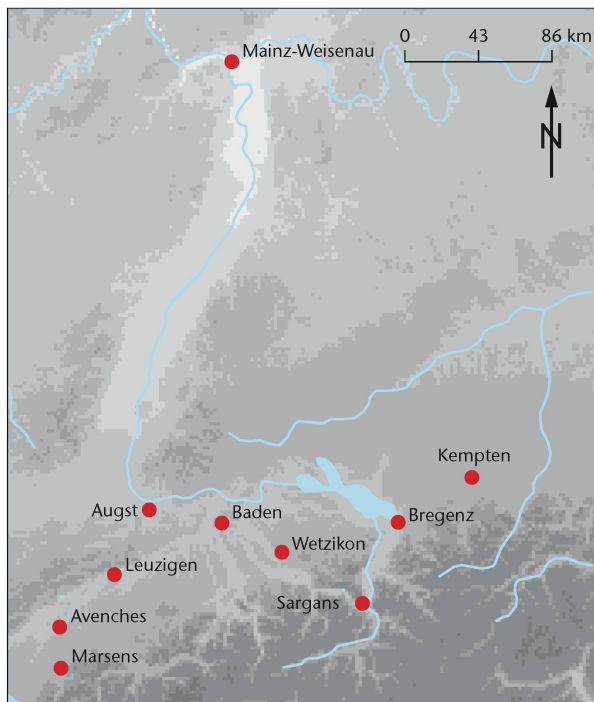 Mainz-Weisenau
0 43 86 km
N
Kempten
Augst
Baden
Bregenz
Wetzikon
Leuzigen
Sargans
Avenches
Marsens